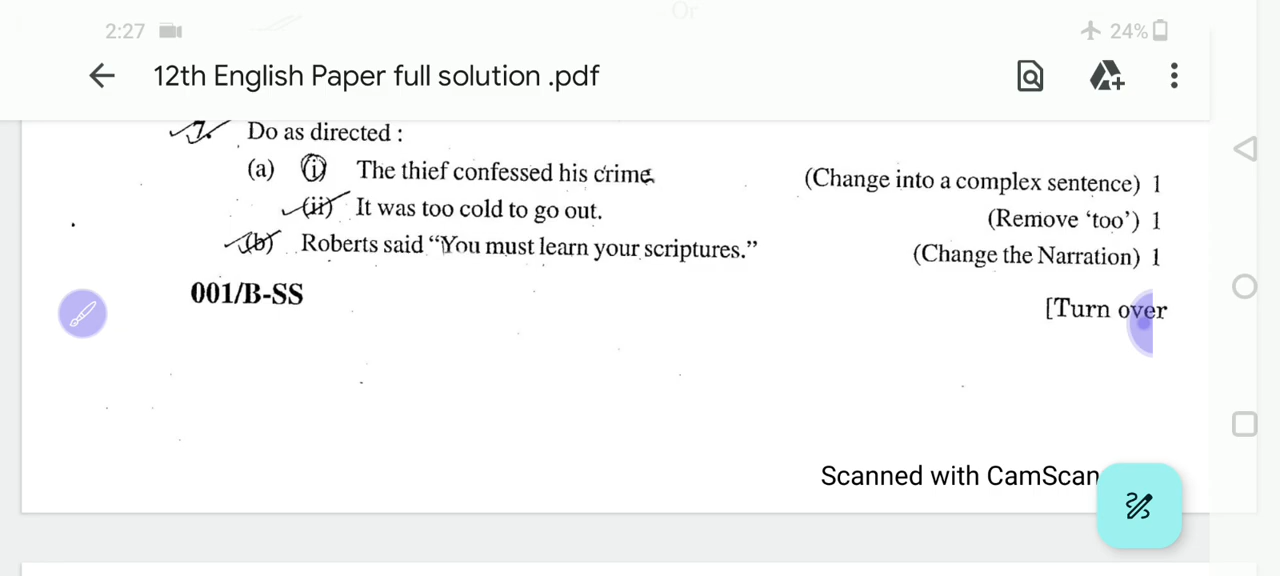 Or
2:27 24%
12th English Paper full solution .pdf
7. Do as directed :
(a) (i) The thief confessed his crime. (Change into a complex sentence) 1
(ii) It was too cold to go out. (Remove ‘too’) 1
(b) Roberts said “You must learn your scriptures.” (Change the Narration) 1
001/B-SS
[Turn over
Scanned with CamScan